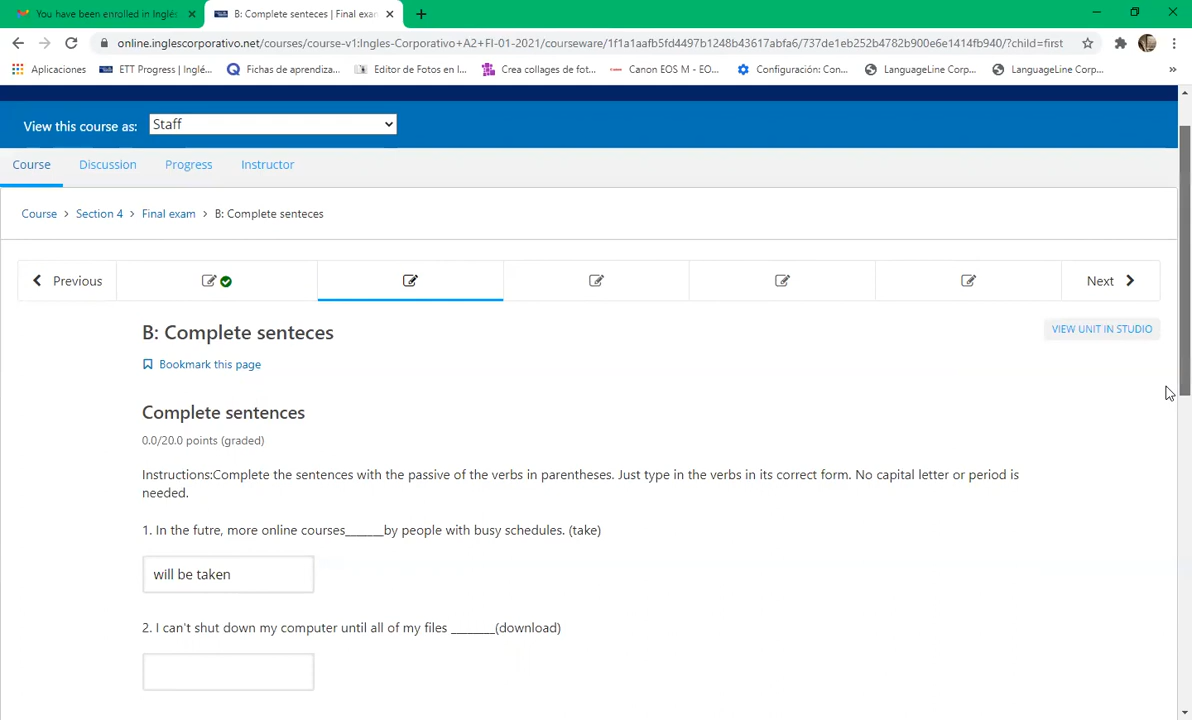 You have been enrolled in Inglés
B: Complete senteces | Final exam
online.inglescorporativo.net/courses/course-v1:Ingles-Corporativo+A2+FI-01-2021/courseware/1f1a1aafb5fd4497b1248b43617abfa6/737de1eb252b4782b900e6e1414fb940/?child=first
Aplicaciones
ETT Progress | Inglé...
Fichas de aprendiza...
Editor de Fotos en l...
Crea collages de fot...
Canon EOS M - EO...
Configuración: Con...
LanguageLine Corp...
LanguageLine Corp...
View this course as: Staff
Course Discussion Progress Instructor
Course > Section 4 > Final exam > B: Complete senteces
Previous
Next
B: Complete senteces
VIEW UNIT IN STUDIO
Bookmark this page
Complete sentences
0.0/20.0 points (graded)
Instructions:Complete the sentences with the passive of the verbs in parentheses. Just type in the verbs in its correct form. No capital letter or period is
needed.
1. In the futre, more online courses______by people with busy schedules. (take)
will be taken
2. I can't shut down my computer until all of my files _______(download)